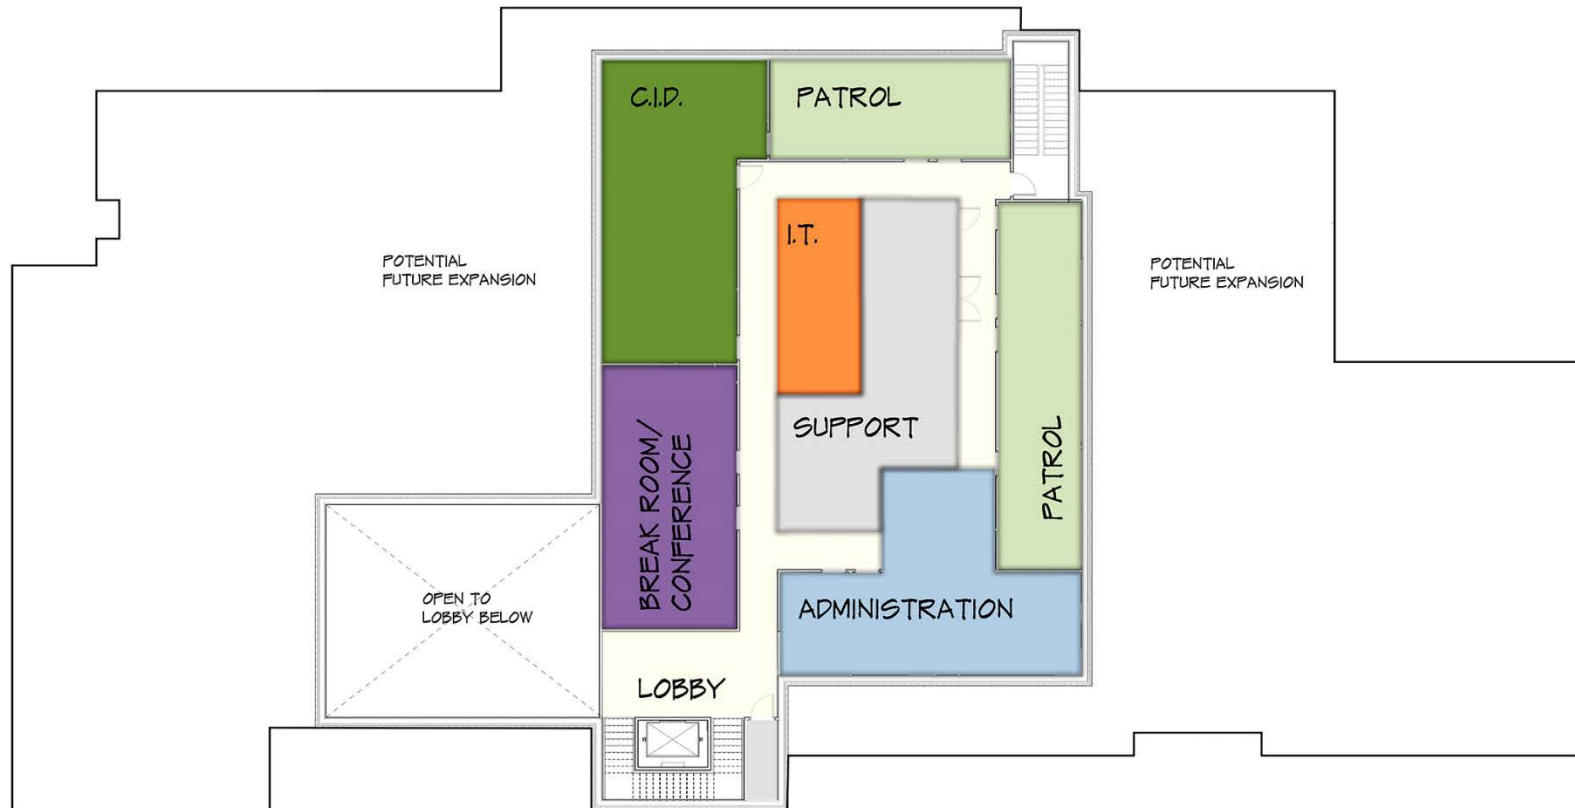 C.I.D.
PATROL
I.T.
POTENTIAL
FUTURE EXPANSION
POTENTIAL
FUTURE EXPANSION
SUPPORT
PATROL
BREAK ROOM/
CONFERENCE
OPEN TO
LOBBY BELOW
ADMINISTRATION
LOBBY